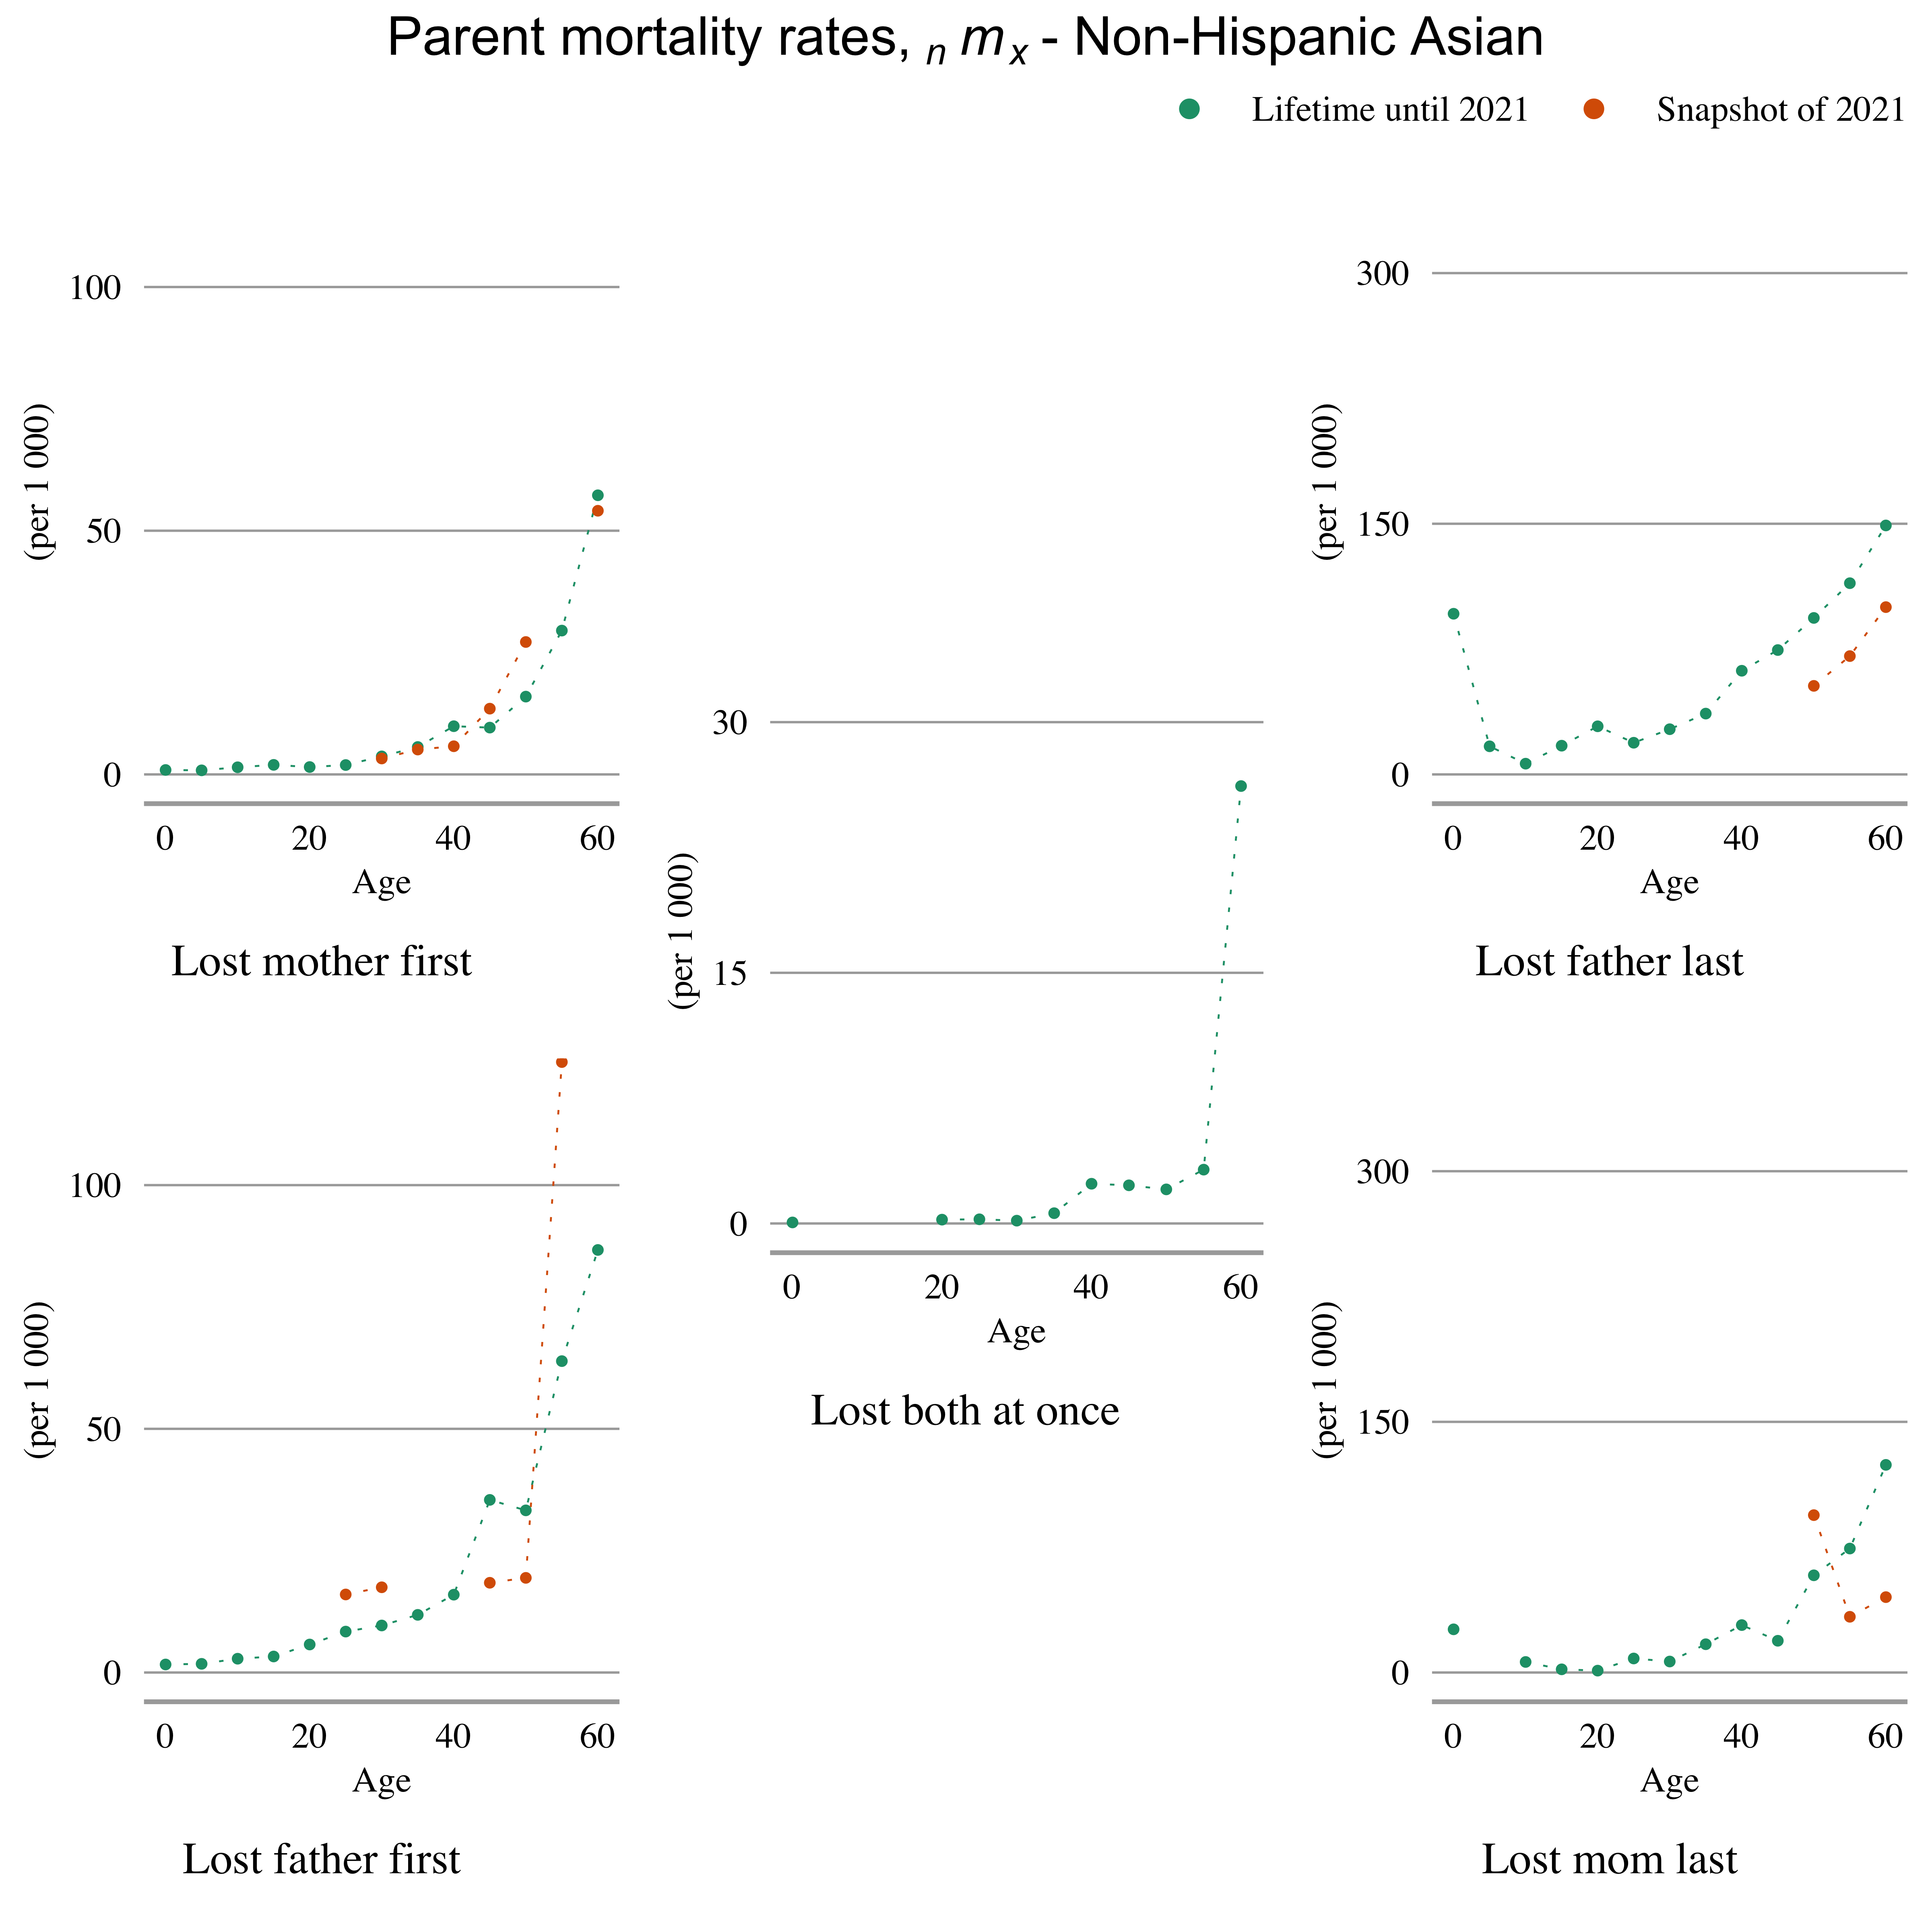 Parent mortality rates, n m x - Non-Hispanic Asian
Lifetime until 2021 Snapshot of 2021
100
50
0
(per 1 000)
0 20 40 60
Age
Lost mother first
300
150
0
(per 1 000)
0 20 40 60
Age
Lost father last
30
15
0
(per 1 000)
0 20 40 60
Age
Lost both at once
100
50
0
(per 1 000)
0 20 40 60
Age
Lost father first
300
150
0
(per 1 000)
0 20 40 60
Age
Lost mom last